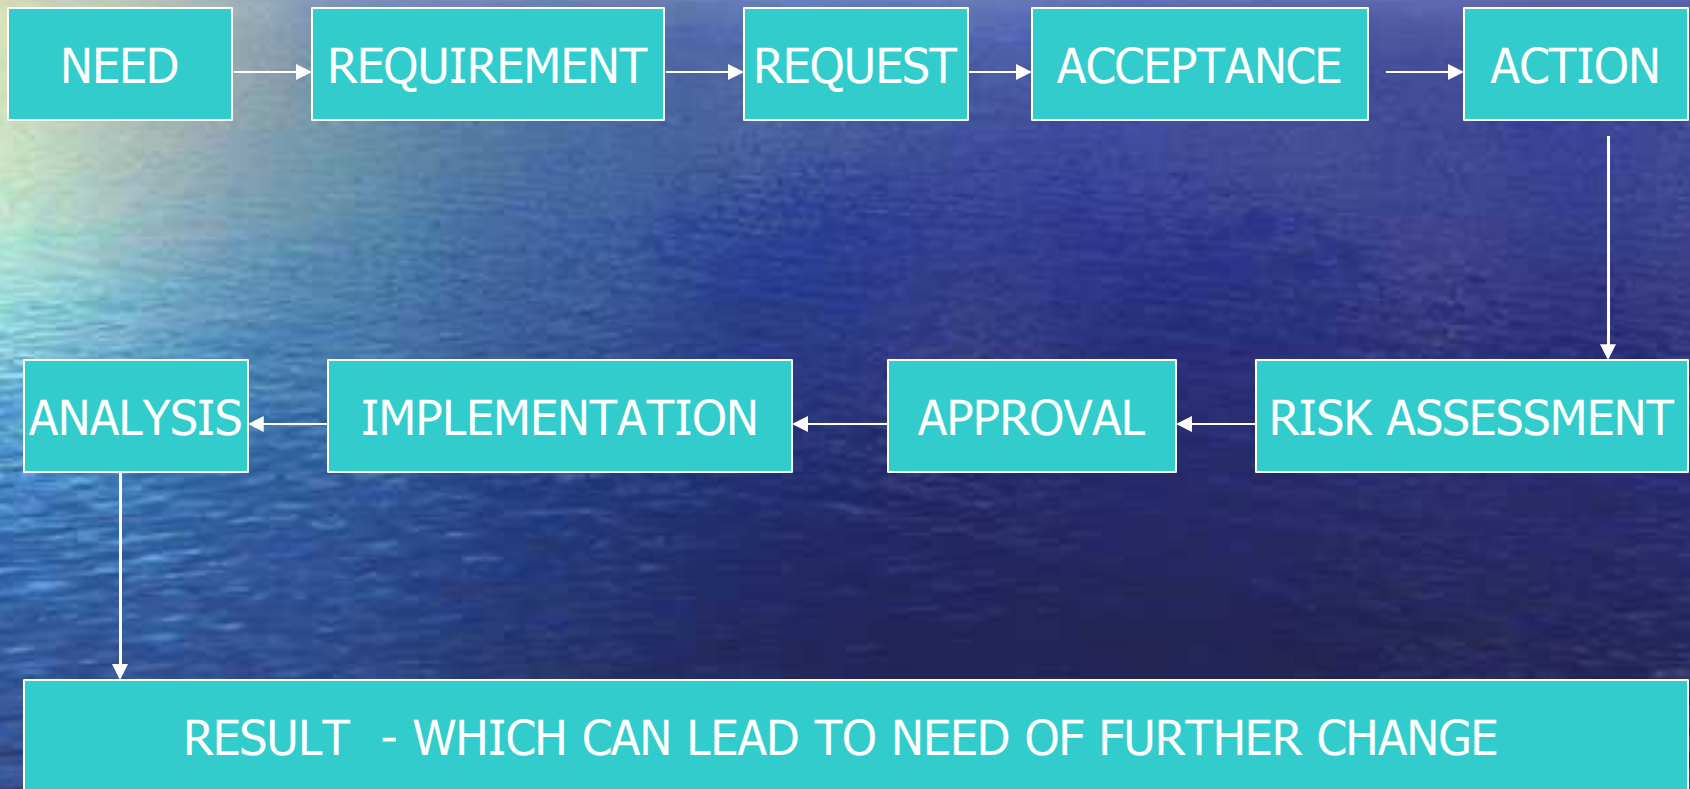 NEED
REQUIREMENT
REQUEST
ACCEPTANCE
ACTION
RISK ASSESSMENT
APPROVAL
IMPLEMENTATION
ANALYSIS
RESULT - WHICH CAN LEAD TO NEED OF FURTHER CHANGE